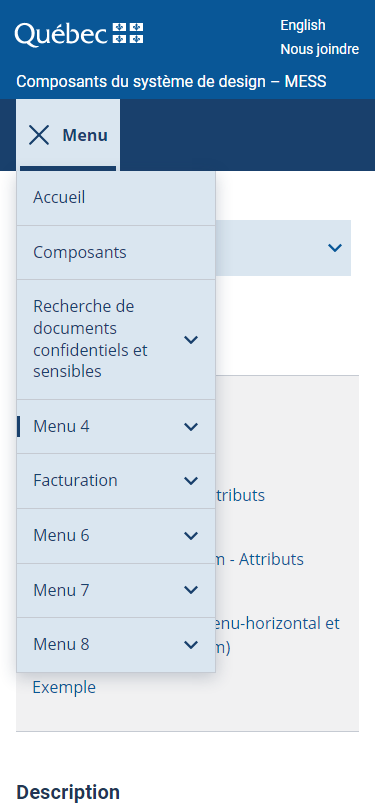 Québec
English
Nous joindre
Composants du système de design – MESS
Menu
Accueil
Composants
Recherche de
documents
confidentiels et
sensibles
Menu 4
Facturation
tributs
Menu 6
m - Attributs
Menu 7
enu-horizontal et
Menu 8
m)
Exemple
Description